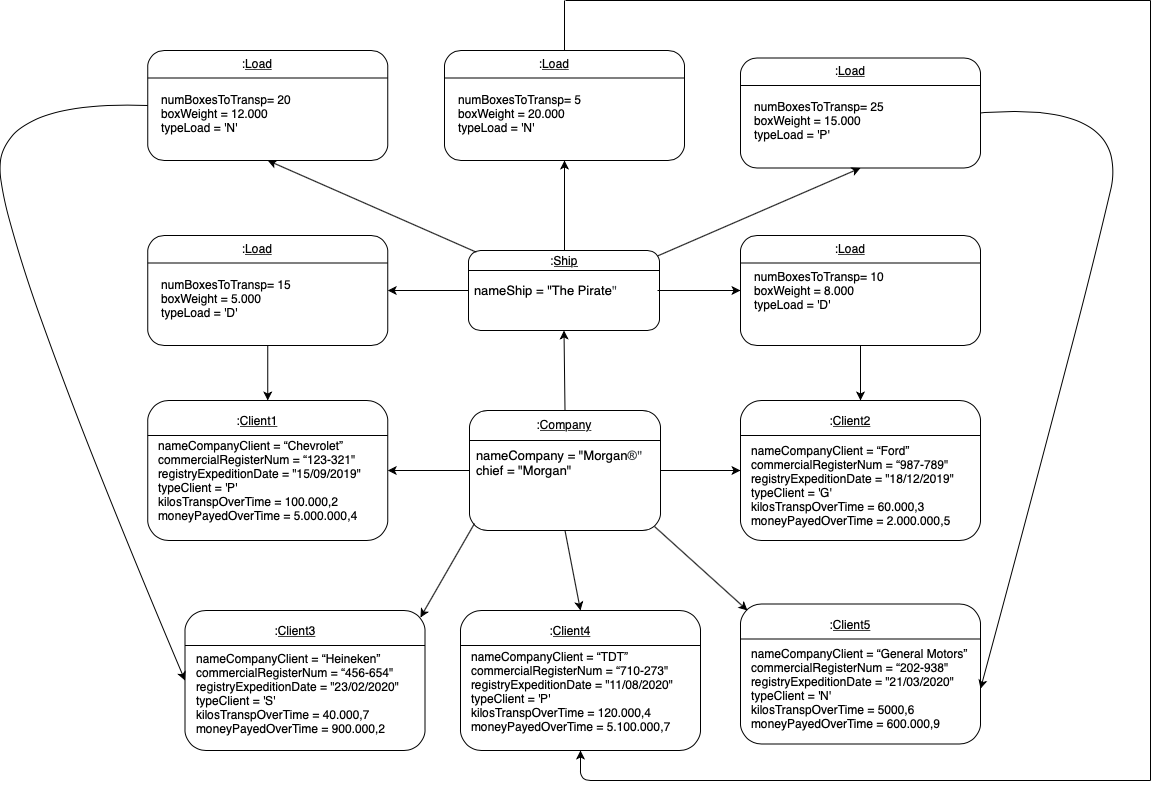 :Load
numBoxesToTransp= 20
boxWeight = 12.000
typeLoad = 'N'
:Load
numBoxesToTransp= 5
boxWeight = 20.000
typeLoad = 'N'
:Load
numBoxesToTransp= 25
boxWeight = 15.000
typeLoad = 'P'
:Load
numBoxesToTransp= 15
boxWeight = 5.000
typeLoad = 'D'
:Ship
nameShip = "The Pirate"
:Load
numBoxesToTransp= 10
boxWeight = 8.000
typeLoad = 'D'
:Client1
nameCompanyClient = “Chevrolet”
commercialRegisterNum = “123-321”
registryExpeditionDate = "15/09/2019”
typeClient = 'P'
kilosTranspOverTime = 100.000,2
moneyPayedOverTime = 5.000.000,4
:Company
nameCompany = "Morgan®"
chief = "Morgan"
:Client2
nameCompanyClient = “Ford”
commercialRegisterNum = “987-789”
registryExpeditionDate = "18/12/2019”
typeClient = 'G'
kilosTranspOverTime = 60.000,3
moneyPayedOverTime = 2.000.000,5
:Client3
nameCompanyClient = “Heineken”
commercialRegisterNum = “456-654”
registryExpeditionDate = "23/02/2020”
typeClient = 'S'
kilosTranspOverTime = 40.000,7
moneyPayedOverTime = 900.000,2
:Client4
nameCompanyClient = “TDT”
commercialRegisterNum = “710-273”
registryExpeditionDate = "11/08/2020”
typeClient = 'P'
kilosTranspOverTime = 120.000,4
moneyPayedOverTime = 5.100.000,7
:Client5
nameCompanyClient = “General Motors”
commercialRegisterNum = “202-938”
registryExpeditionDate = "21/03/2020”
typeClient = 'N'
kilosTranspOverTime = 5000,6
moneyPayedOverTime = 600.000,9